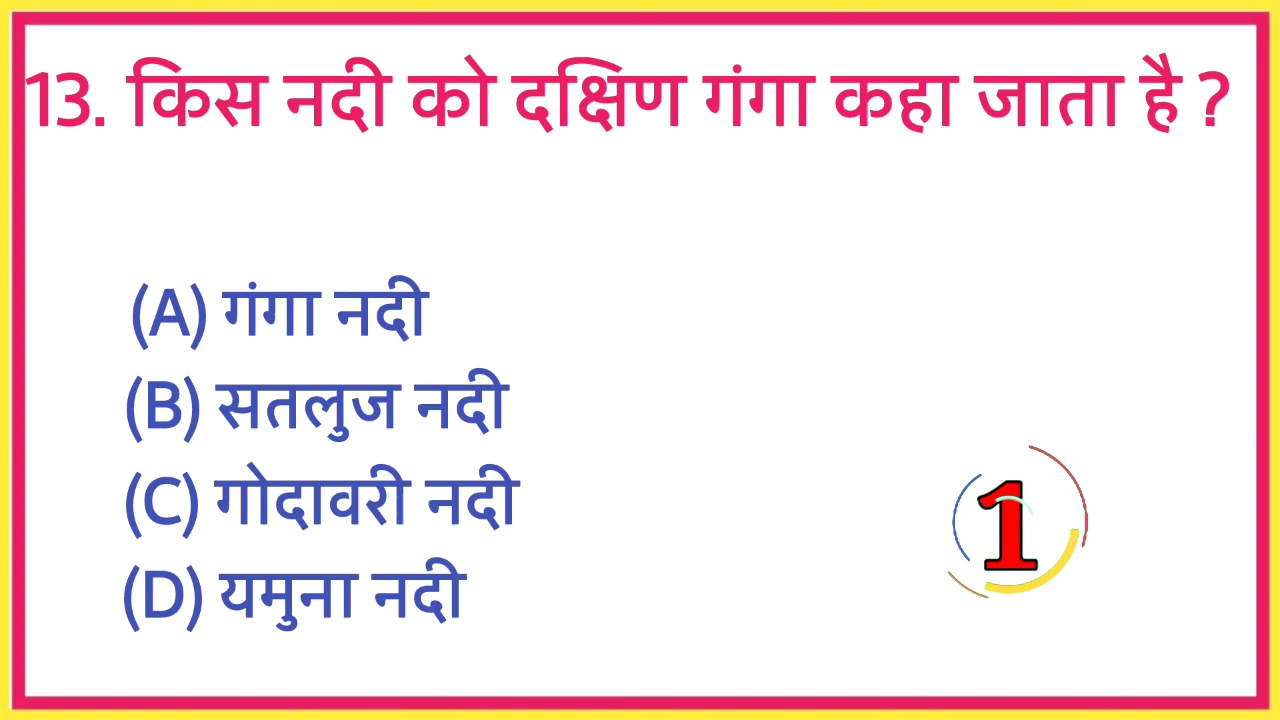 13. किस नदी को दक्षिण गंगा कहा जाता है ?
(A) गंगा नदी
(B) सतलुज नदी
(C) गोदावरी नदी
(D) यमुना नदी
1